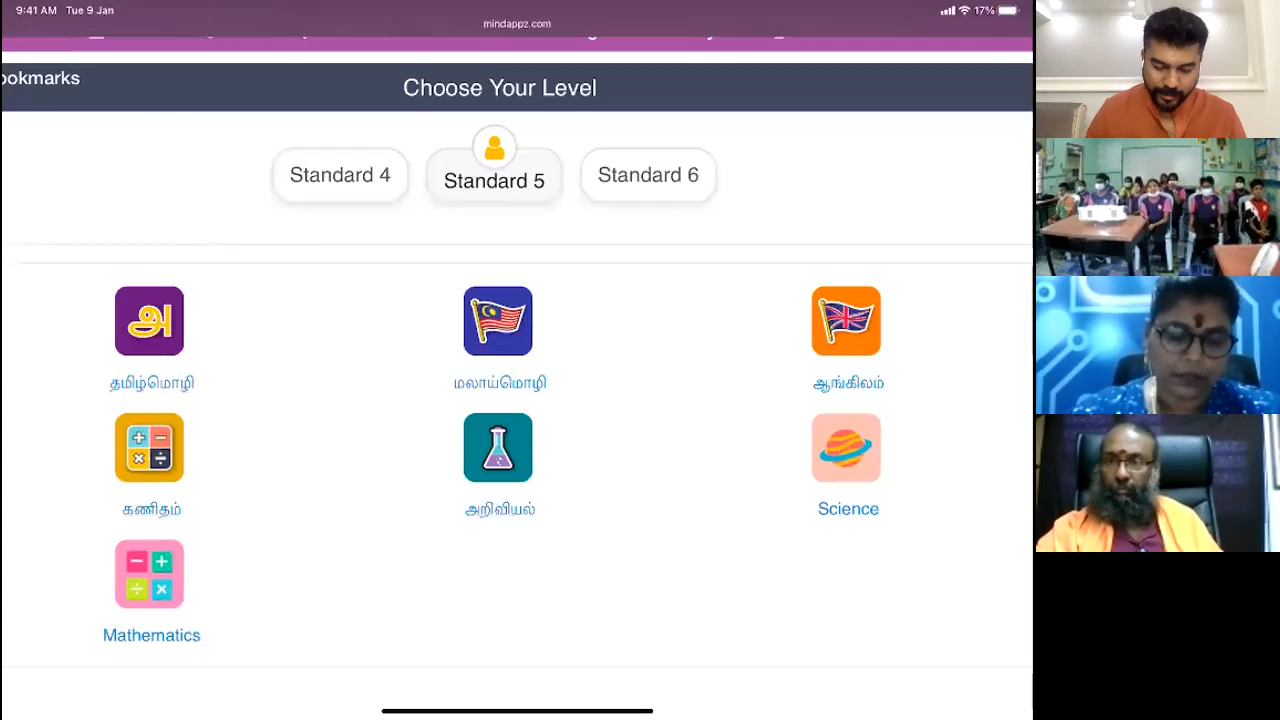 9:41 AM Tue 9 Jan
17%
mindappz.com
ookmarks
Choose Your Level
Standard 4
Standard 5
Standard 6
அ
தமிழ்மொழி
மலாய்மொழி
ஆங்கிலம்
கணிதம்
அறிவியல்
Science
Mathematics